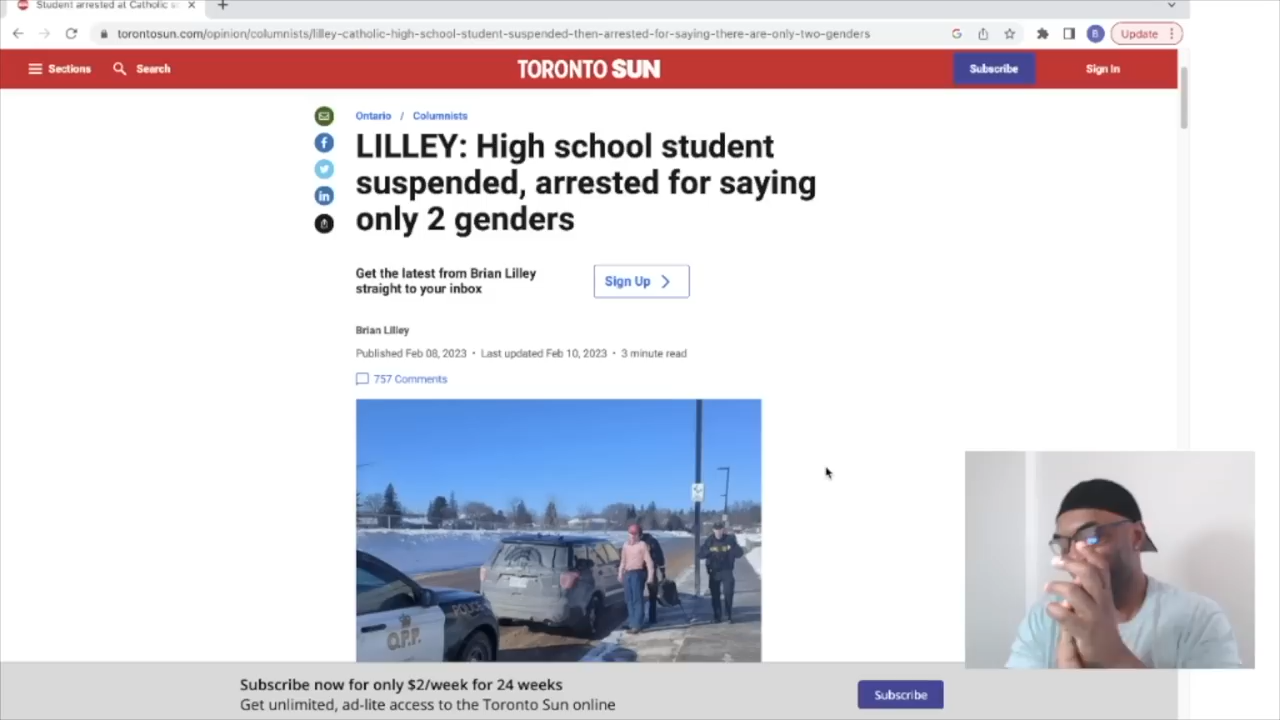 Student arrested at Catholic
Update
torontosun.com/opinion/columnists/lilley-catholic-high-school-student-suspended-then-arrested-for-saying-there-are-only-two-genders
Sections
Search
TORONTO SUN
Subscribe
Sign In
Ontario / Columnists
LILLEY: High school student
suspended, arrested for saying
only 2 genders
Get the latest from Brian Lilley
straight to your inbox
Sign Up
Brian Lilley
Published Feb 08, 2023 • Last updated Feb 10, 2023 • 3 minute read
757 Comments
POLICE
O.P.P.
Subscribe now for only $2/week for 24 weeks
Get unlimited, ad-lite access to the Toronto Sun online
Subscribe